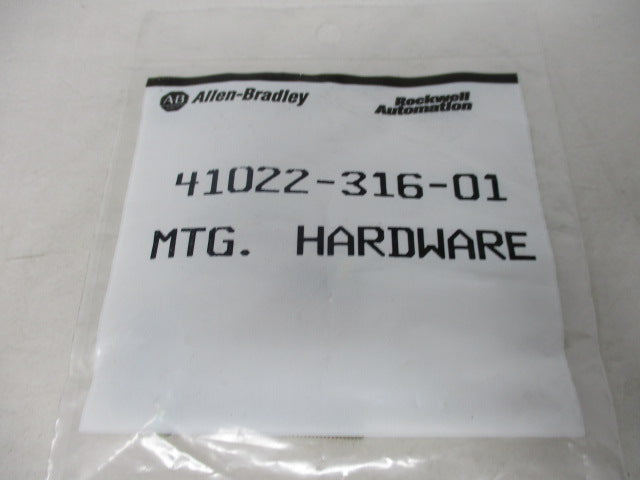 AB Allen-Bradley
Rockwell
Automation
41022-316-01
MTG. HARDWARE